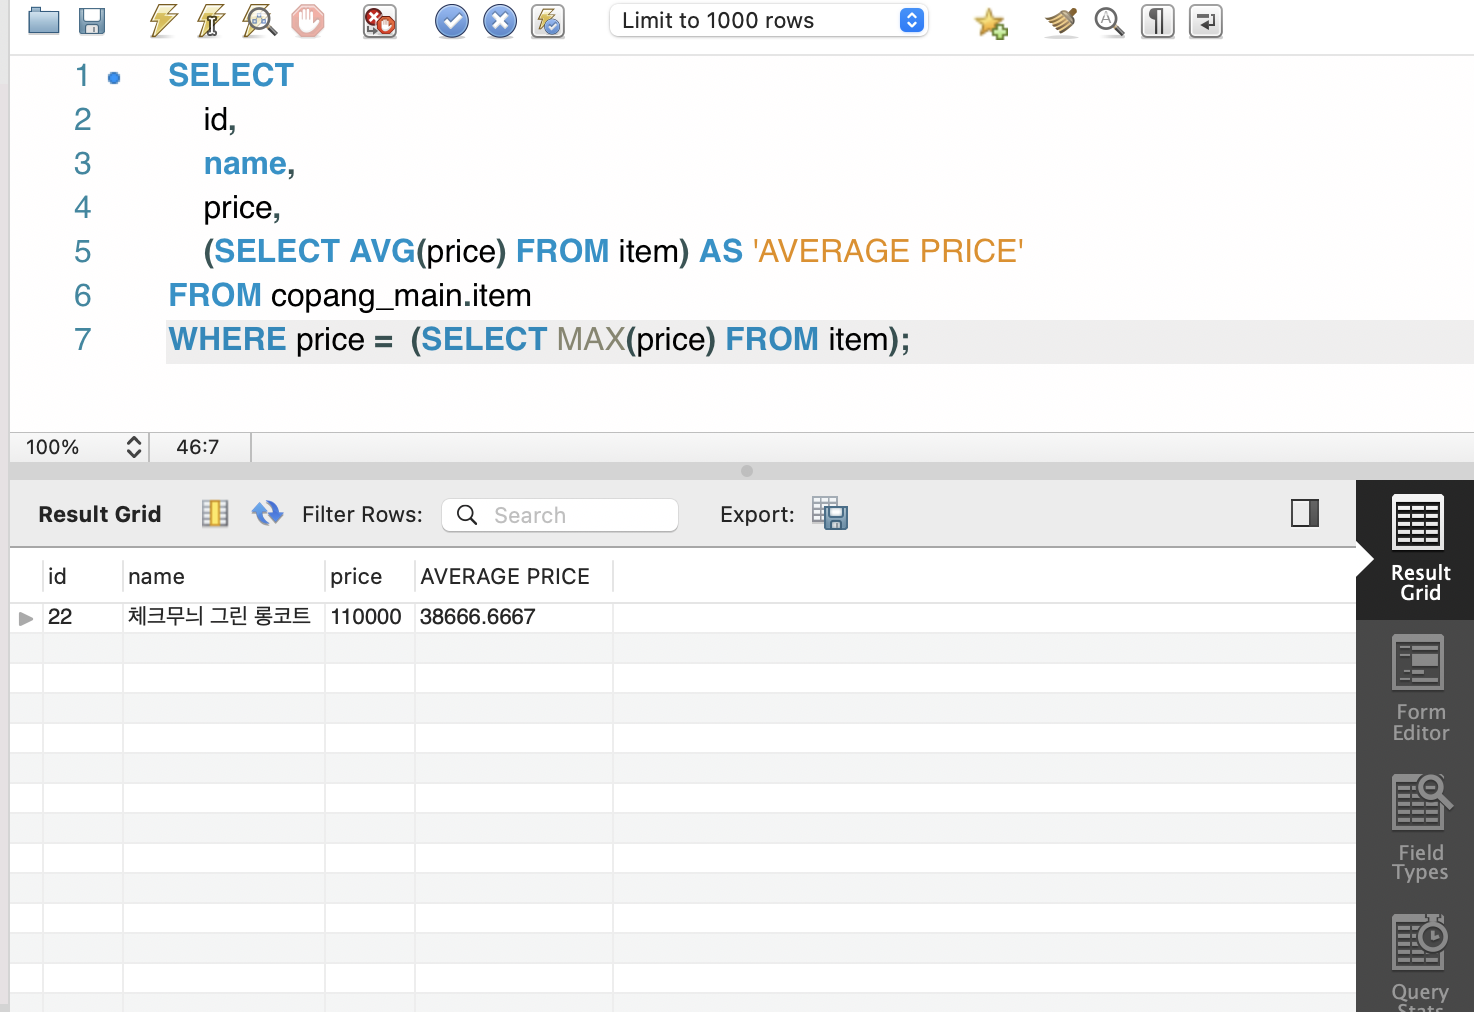 Limit to 1000 rows
1 SELECT
2 id,
3 name,
4 price,
5 (SELECT AVG(price) FROM item) AS 'AVERAGE PRICE'
6 FROM copang_main.item
7 WHERE price = (SELECT MAX(price) FROM item);
100% 46:7
Result Grid Filter Rows: Search Export:
id name price AVERAGE PRICE
22 체크무늬 그린 롱코트 110000 38666.6667
Result
Grid
Form
Editor
Field
Types
Query
Stats